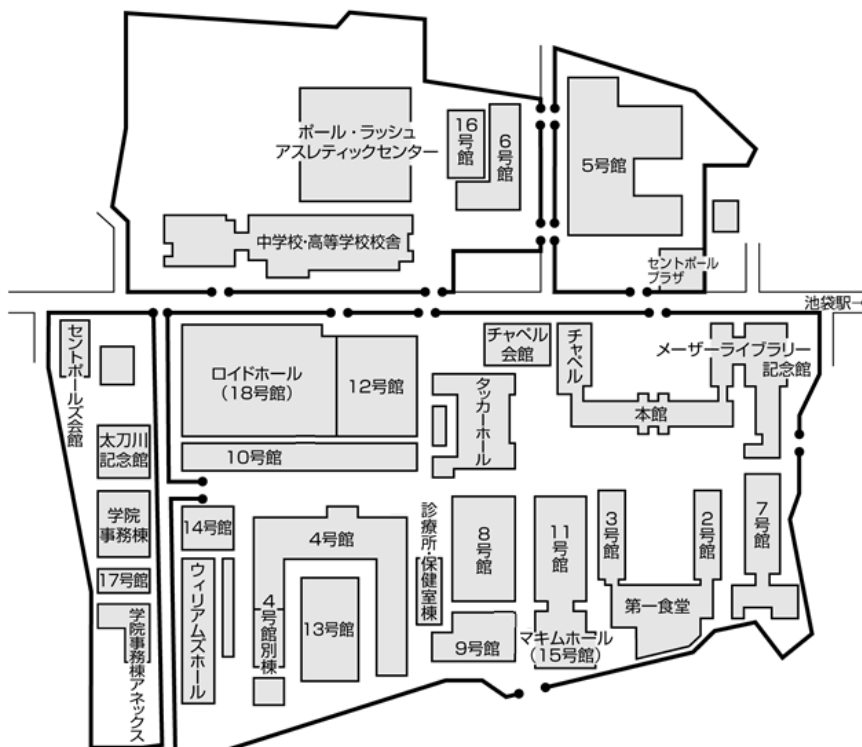 ポール・ラッシュ
アスレティックセンター
16号館
6号館
5号館
中学校・高等学校校舎
セントポール
プラザ
池袋駅→
セントポールズ会館
ロイドホール
(18号館)
12号館
チャペル
会館
チャペル
メーザーライブラリー
記念館
本館
タッカーホール
太刀川
記念館
10号館
学院
事務棟
14号館
4号館
診療所・保健室棟
8号館
11号館
3号館
2号館
7号館
17号館
ウィリアムズホール
4号館別棟
13号館
第一食堂
学院事務棟アネックス
9号館
マキムホール
(15号館)